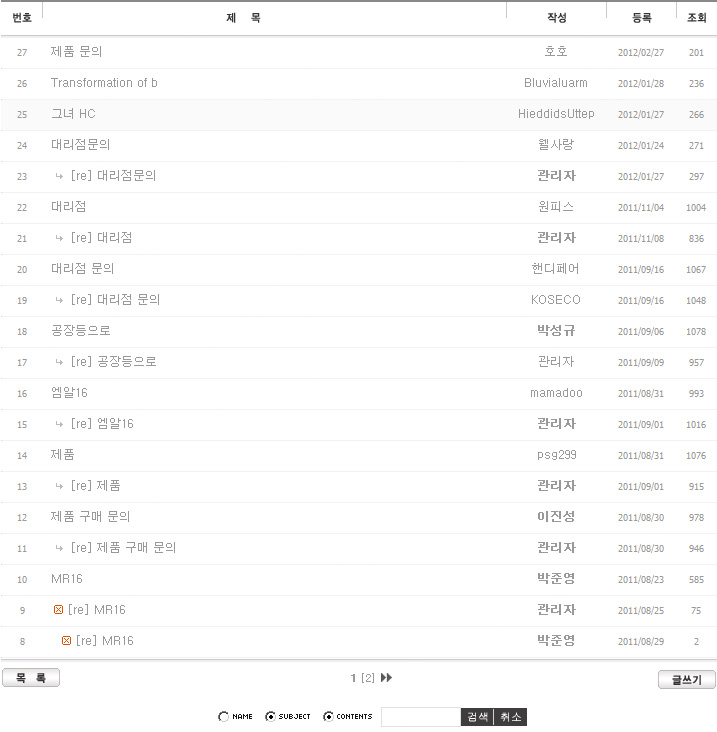 번호 제 목 작성 등록 조회
27 제품 문의 호호 2012/02/27 201
26 Transformation of b Bluvialuarm 2012/01/28 236
25 그녀 HC HieddidsUttep 2012/01/27 266
24 대리점문의 웰사랑 2012/01/24 271
23 [re] 대리점문의 관리자 2012/01/27 297
22 대리점 원피스 2011/11/04 1004
21 [re] 대리점 관리자 2011/11/08 836
20 대리점 문의 핸디페어 2011/09/16 1067
19 [re] 대리점 문의 KOSECO 2011/09/16 1048
18 공장등으로 박성규 2011/09/06 1078
17 [re] 공장등으로 관리자 2011/09/09 957
16 엠알16 mamadoo 2011/08/31 993
15 [re] 엠알16 관리자 2011/09/01 1016
14 제품 psg299 2011/08/31 1076
13 [re] 제품 관리자 2011/09/01 915
12 제품 구매 문의 이진성 2011/08/30 978
11 [re] 제품 구매 문의 관리자 2011/08/30 946
10 MR16 박준영 2011/08/23 585
9 [re] MR16 관리자 2011/08/25 75
8 [re] MR16 박준영 2011/08/29 2
목 록 1 [2] 글쓰기
NAME SUBJECT CONTENTS 검색 취소